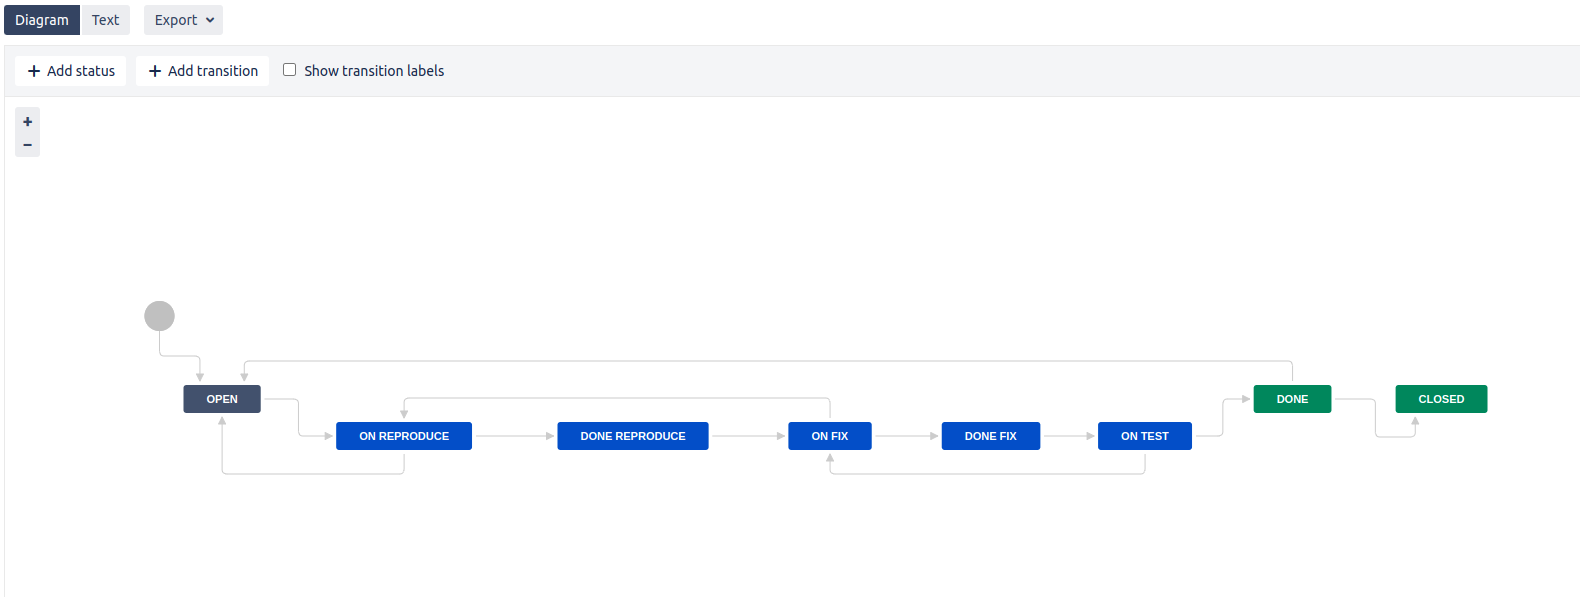 Diagram Text Export
+ Add status + Add transition Show transition labels
+
−
OPEN DONE CLOSED
ON REPRODUCE DONE REPRODUCE ON FIX DONE FIX ON TEST